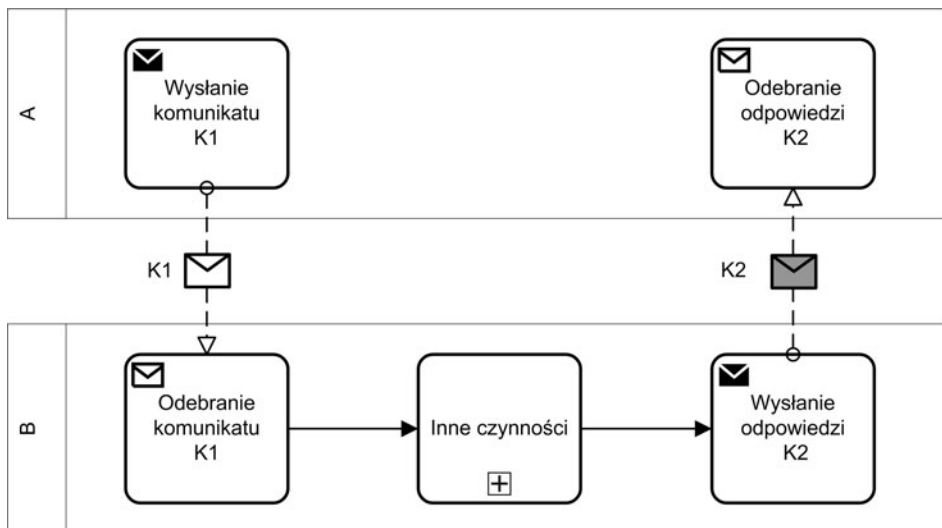 A
Wysłanie
komunikatu
K1
Odebranie
odpowiedzi
K2
K1
K2
B
Odebranie
komunikatu
K1
Inne czynności
Wysłanie
odpowiedzi
K2